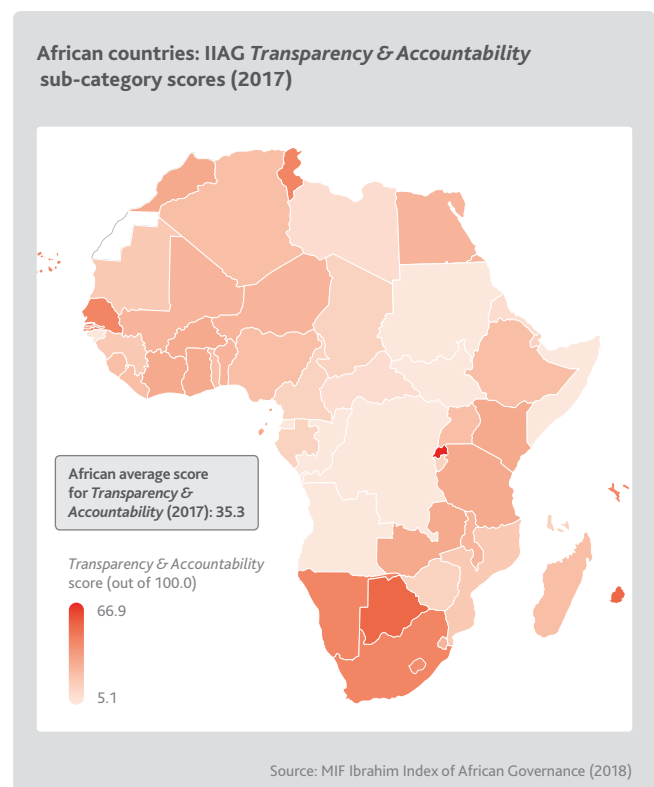 African countries: IIAG Transparency & Accountability
sub-category scores (2017)
African average score
for Transparency &
Accountability (2017): 35.3
Transparency & Accountability
score (out of 100.0)
66.9
5.1
Source: MIF Ibrahim Index of African Governance (2018)